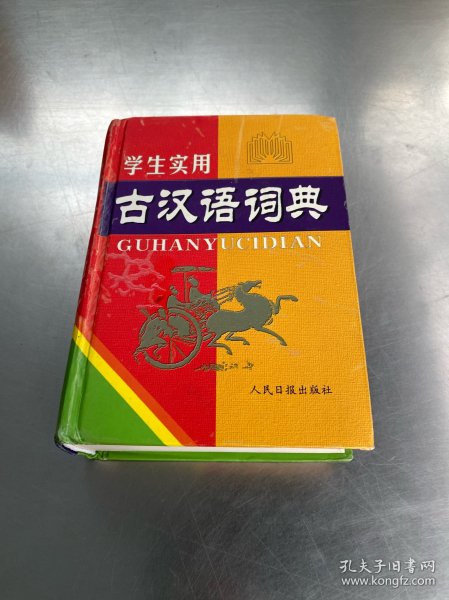 学生实用
古汉语词典
GUHANYUCIDIAN
人民日报出版社
孔夫子旧书网
www.kongfz.com